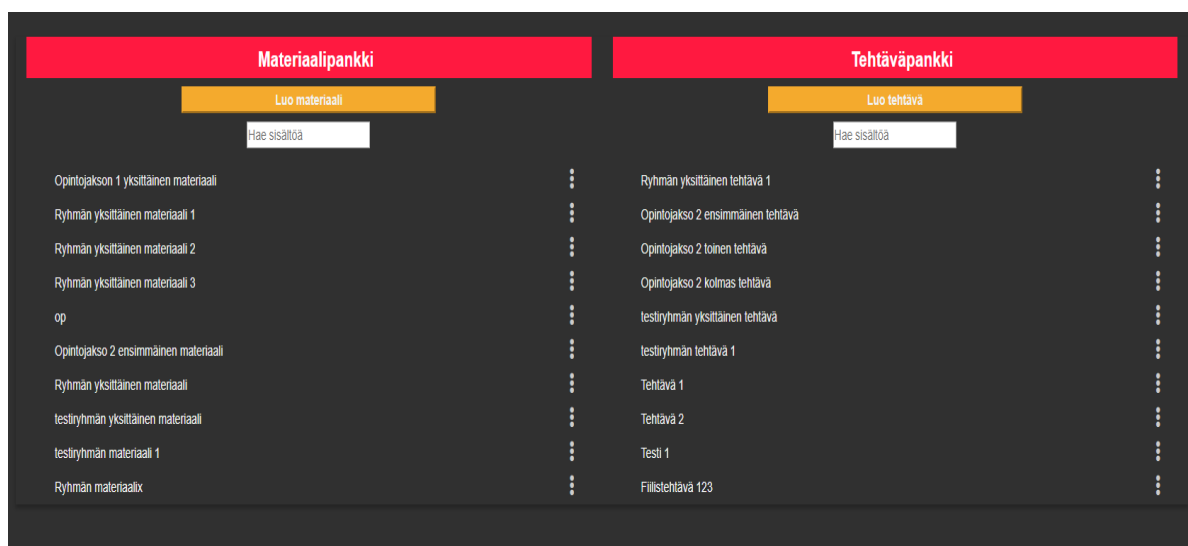 Materiaalipankki
Luo materiaali
Hae sisältöä
Opintojakson 1 yksittäinen materiaali
Ryhmän yksittäinen materiaali 1
Ryhmän yksittäinen materiaali 2
Ryhmän yksittäinen materiaali 3
op
Opintojakso 2 ensimmäinen materiaali
Ryhmän yksittäinen materiaali
testiryhmän yksittäinen materiaali
testiryhmän materiaali 1
Ryhmän materiaalix
Tehtäväpankki
Luo tehtävä
Hae sisältöä
Ryhmän yksittäinen tehtävä 1
Opintojakso 2 ensimmäinen tehtävä
Opintojakso 2 toinen tehtävä
Opintojakso 2 kolmas tehtävä
testiryhmän yksittäinen tehtävä
testiryhmän tehtävä 1
Tehtävä 1
Tehtävä 2
Testi 1
Fiilistehtävä 123